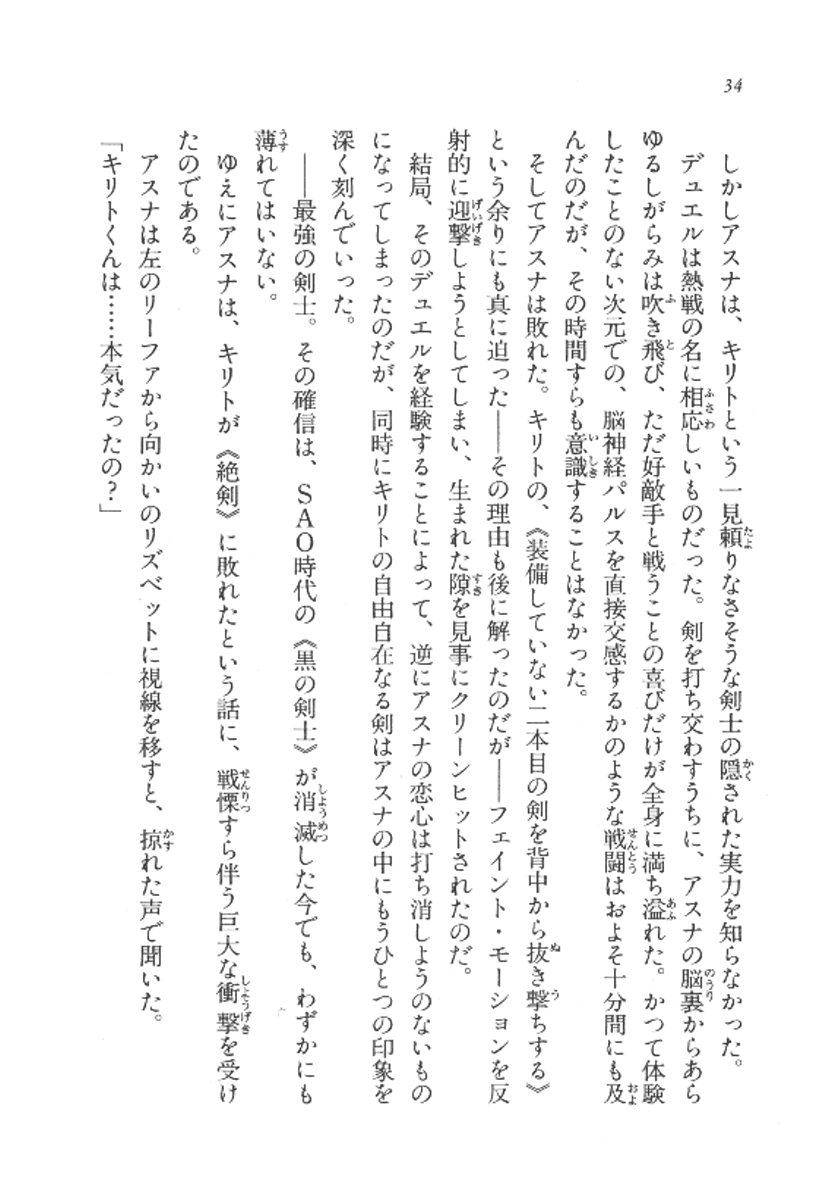 34
しかしアスナは、キリトという一見頼りなさそうな剣士の隠された実力を知らなかった。
デュエルは熱戦の名に相応しいものだった。剣を打ち交わすうちに、アスナの脳裏からあら
ゆるしがらみは吹き飛び、ただ好敵手と戦うことの喜びだけが全身に満ち溢れた。かつて体験
したことのない次元での、脳神経パルスを直接交感するかのような戦闘はおよそ十分間にも及
んだのだが、その時間すらも意識することはなかった。
そしてアスナは敗れた。キリトの、《装備していない二本目の剣を背中から抜き撃ちする》
という余りにも真に迫った――その理由も後に解ったのだが――フェイント・モーションを反
射的に迎撃しようとしてしまい、生まれた隙を見事にクリーンヒットされたのだ。
結局、そのデュエルを経験することによって、逆にアスナの恋心は打ち消しようのないもの
になってしまったのだが、同時にキリトの自由自在なる剣はアスナの中にもうひとつの印象を
深く刻んでいった。
――最強の剣士。その確信は、ＳＡＯ時代の《黒の剣士》が消滅した今でも、わずかにも
薄れてはいない。
ゆえにアスナは、キリトが《絶剣》に敗れたという話に、戦慄すら伴う巨大な衝撃を受け
たのである。
アスナは左のリーファから向かいのリズベットに視線を移すと、掠れた声で聞いた。
「キリトくんは……本気だったの？」